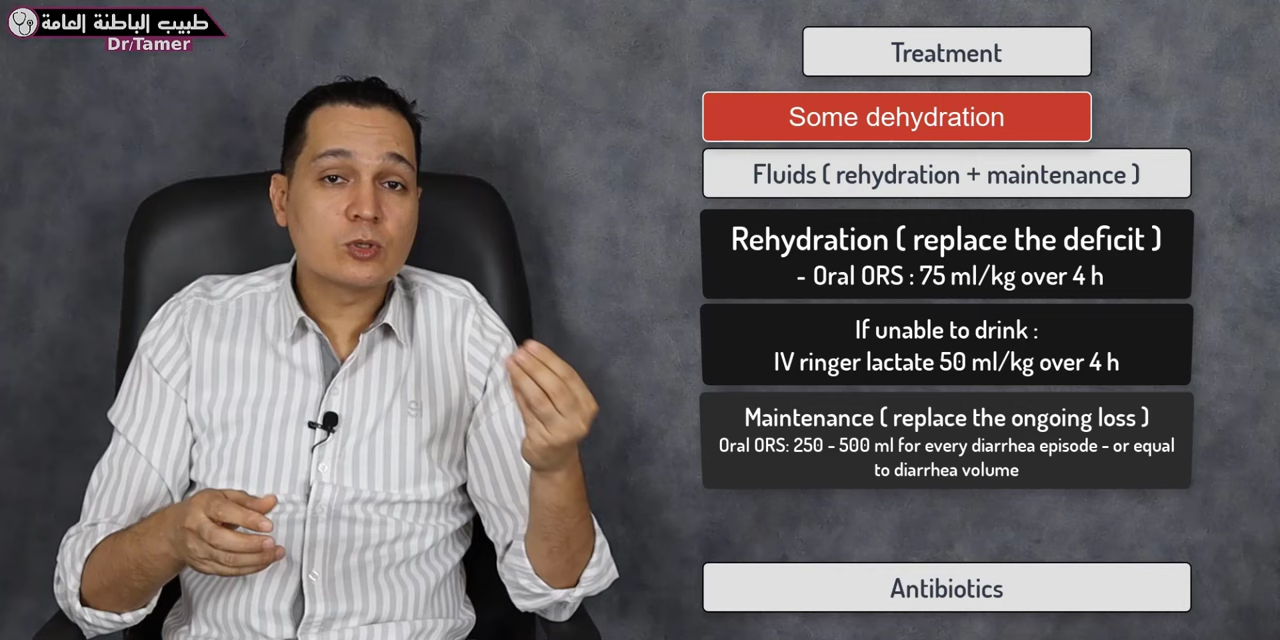 طبيب الباطنة العامة
Dr/Tamer
Treatment
Some dehydration
Fluids ( rehydration + maintenance )
Rehydration ( replace the deficit )
- Oral ORS : 75 ml/kg over 4 h
If unable to drink :
IV ringer lactate 50 ml/kg over 4 h
Maintenance ( replace the ongoing loss )
Oral ORS: 250 - 500 ml for every diarrhea episode - or equal
to diarrhea volume
Antibiotics